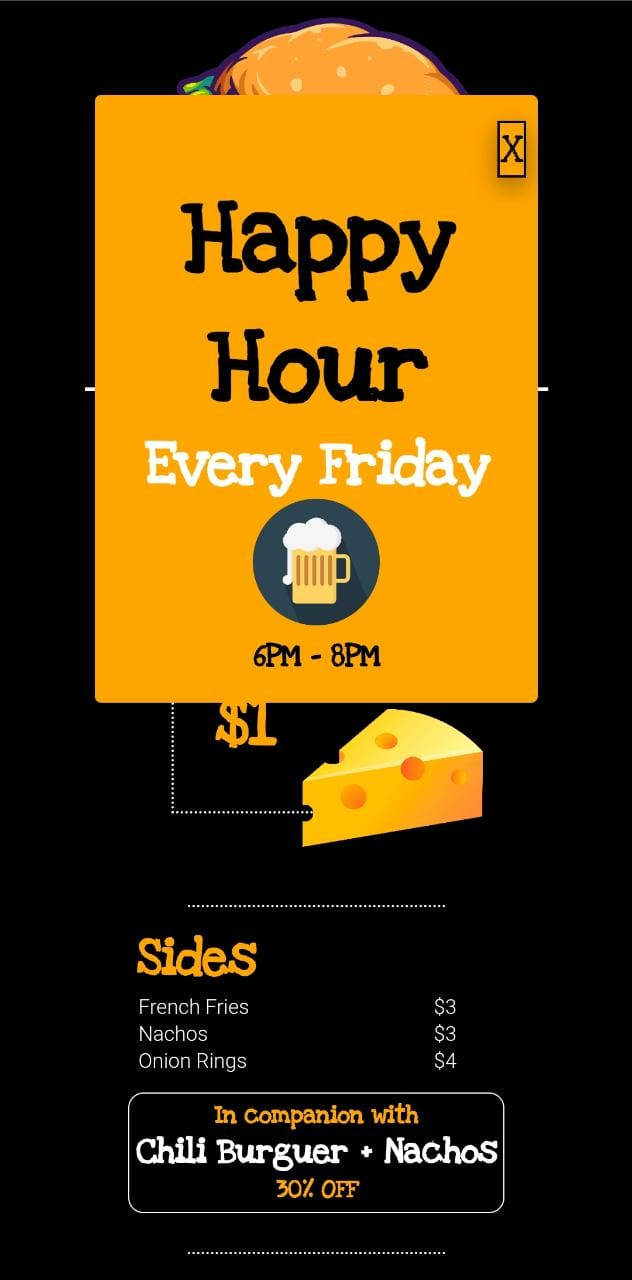 X
Happy
Hour
Every Friday
6PM - 8PM
$1
Sides
French Fries $3
Nachos $3
Onion Rings $4
In companion with
Chili Burguer + Nachos
30% OFF